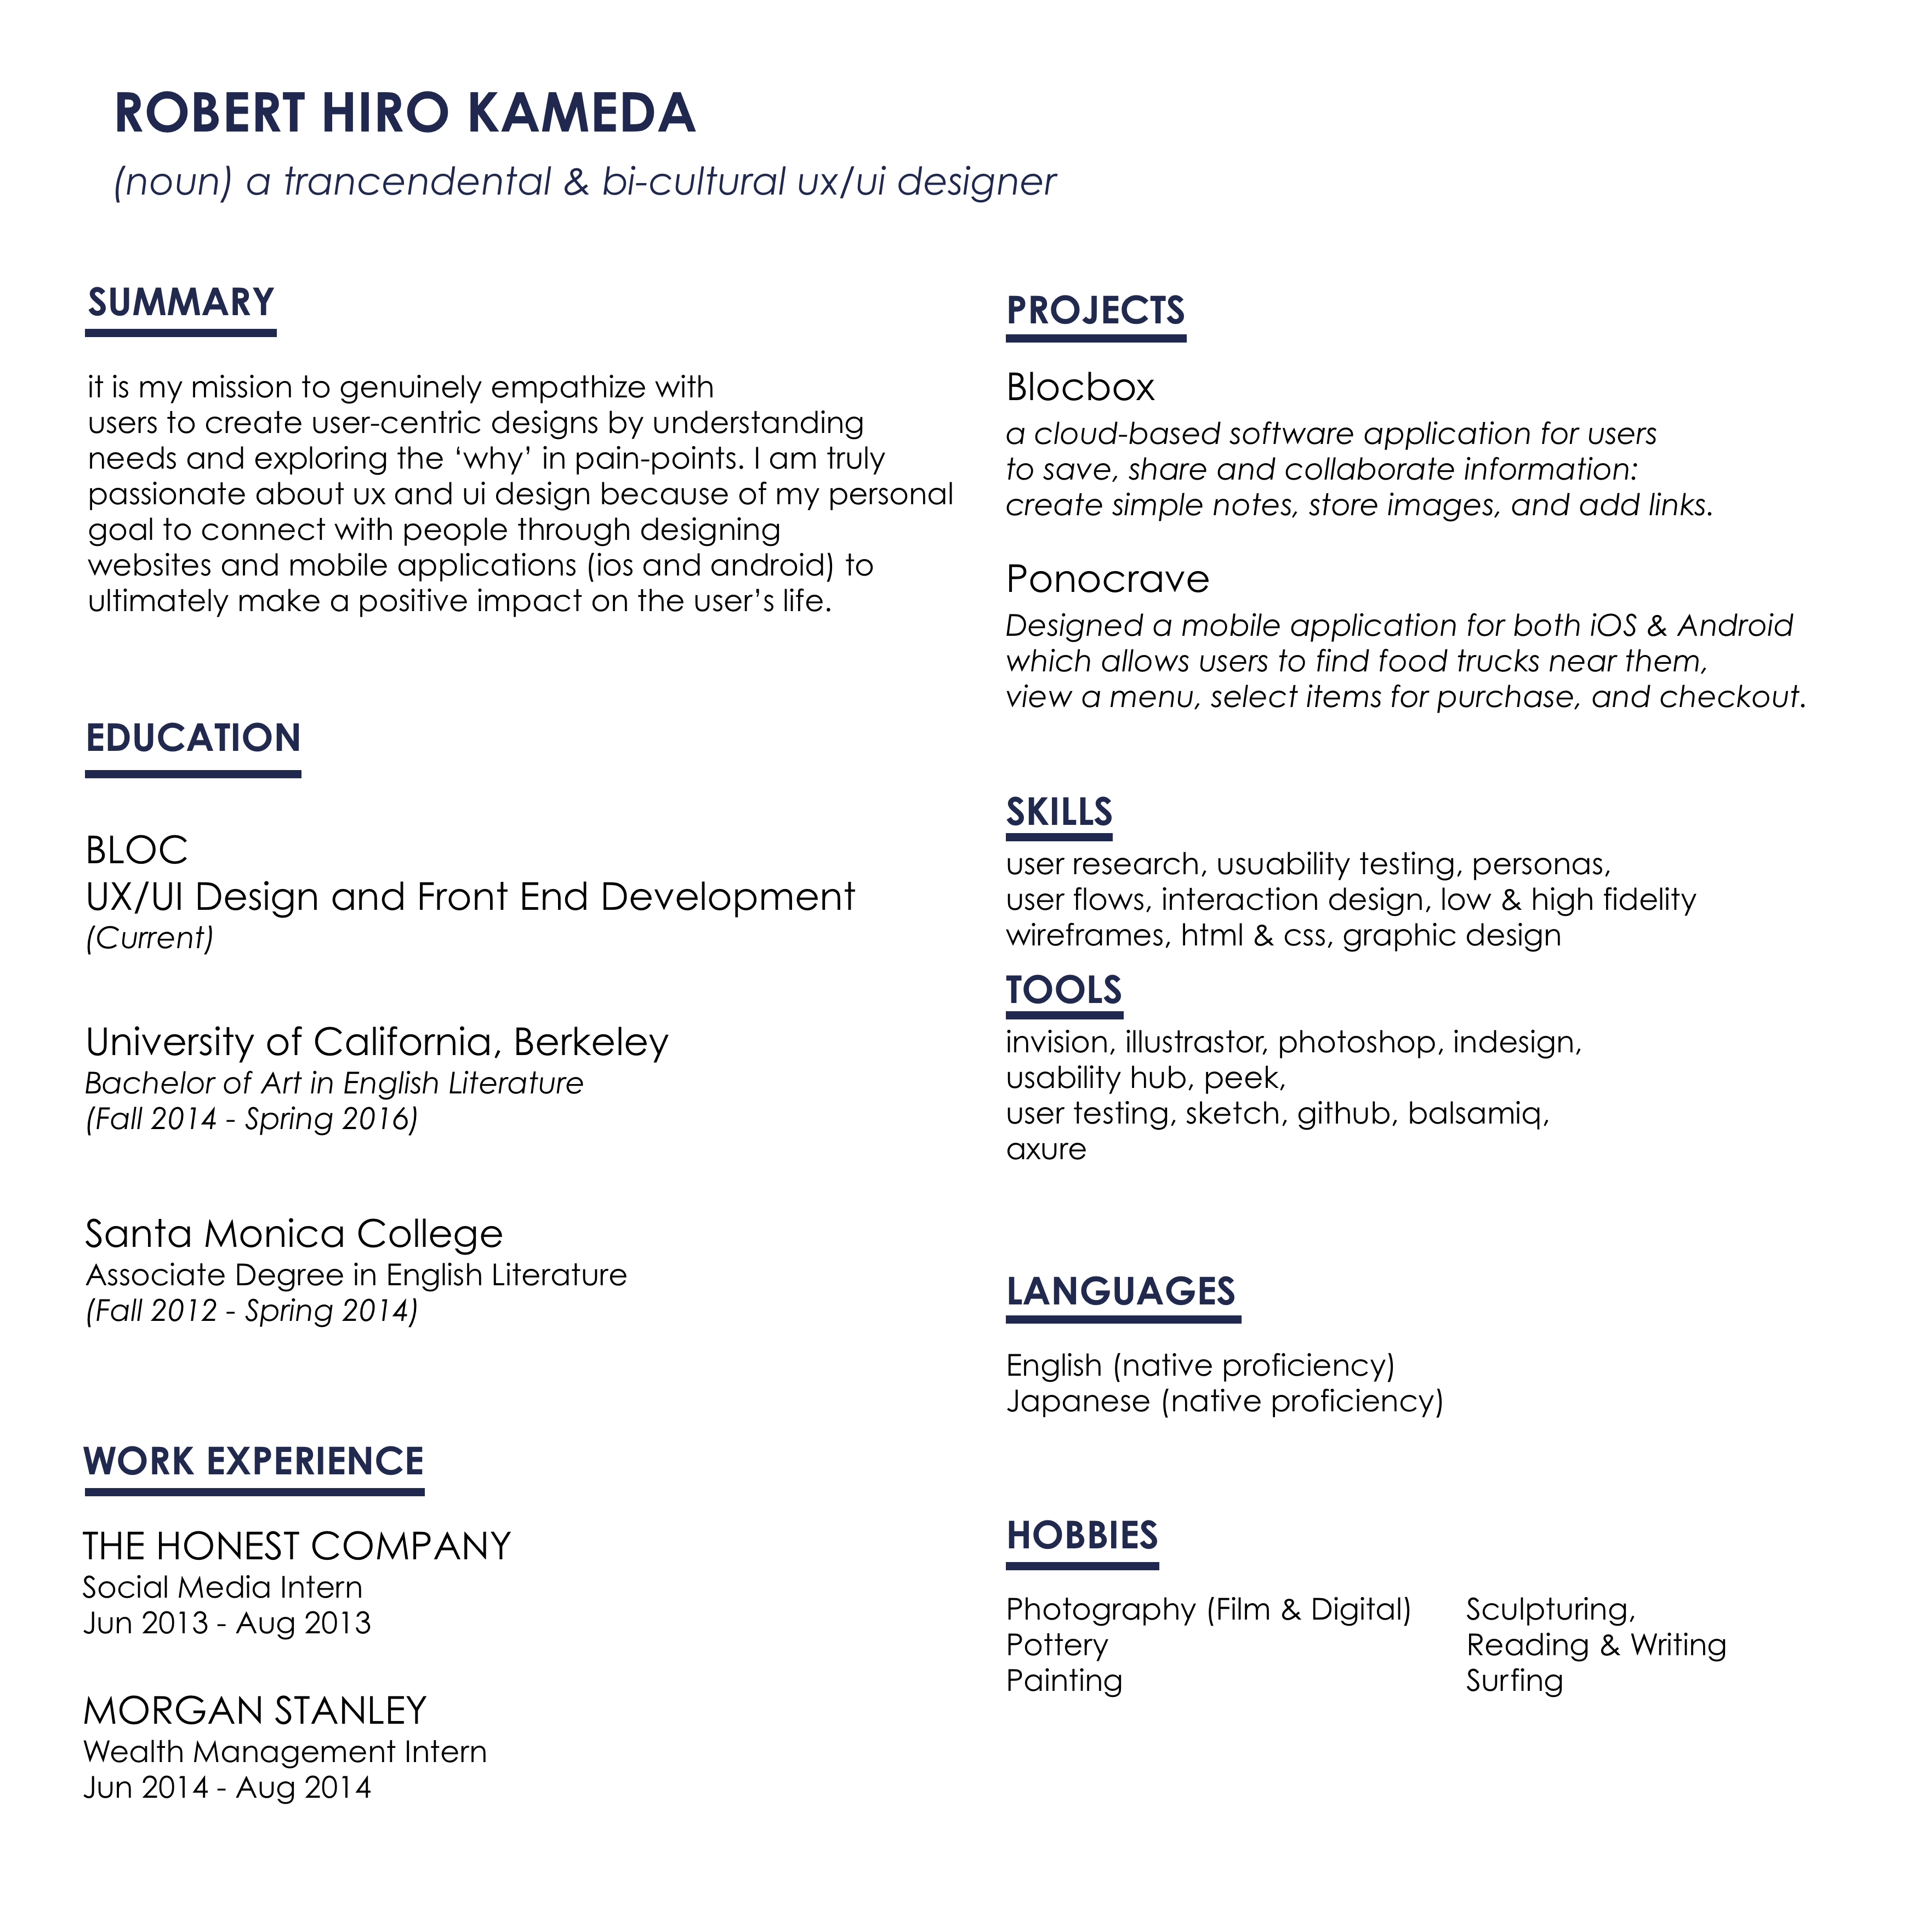 ROBERT HIRO KAMEDA
(noun) a trancendental & bi-cultural ux/ui designer
SUMMARY
it is my mission to genuinely empathize with
users to create user-centric designs by understanding
needs and exploring the ‘why’ in pain-points. I am truly
passionate about ux and ui design because of my personal
goal to connect with people through designing
websites and mobile applications (ios and android) to
ultimately make a positive impact on the user’s life.
EDUCATION
BLOC
UX/UI Design and Front End Development
(Current)
University of California, Berkeley
Bachelor of Art in English Literature
(Fall 2014 - Spring 2016)
Santa Monica College
Associate Degree in English Literature
(Fall 2012 - Spring 2014)
WORK EXPERIENCE
THE HONEST COMPANY
Social Media Intern
Jun 2013 - Aug 2013
MORGAN STANLEY
Wealth Management Intern
Jun 2014 - Aug 2014
PROJECTS
Blocbox
a cloud-based software application for users
to save, share and collaborate information:
create simple notes, store images, and add links.
Ponocrave
Designed a mobile application for both iOS & Android
which allows users to find food trucks near them,
view a menu, select items for purchase, and checkout.
SKILLS
user research, usuability testing, personas,
user flows, interaction design, low & high fidelity
wireframes, html & css, graphic design
TOOLS
invision, illustrastor, photoshop, indesign,
usability hub, peek,
user testing, sketch, github, balsamiq,
axure
LANGUAGES
English (native proficiency)
Japanese (native proficiency)
HOBBIES
Photography (Film & Digital)
Pottery
Painting
Sculpturing,
Reading & Writing
Surfing